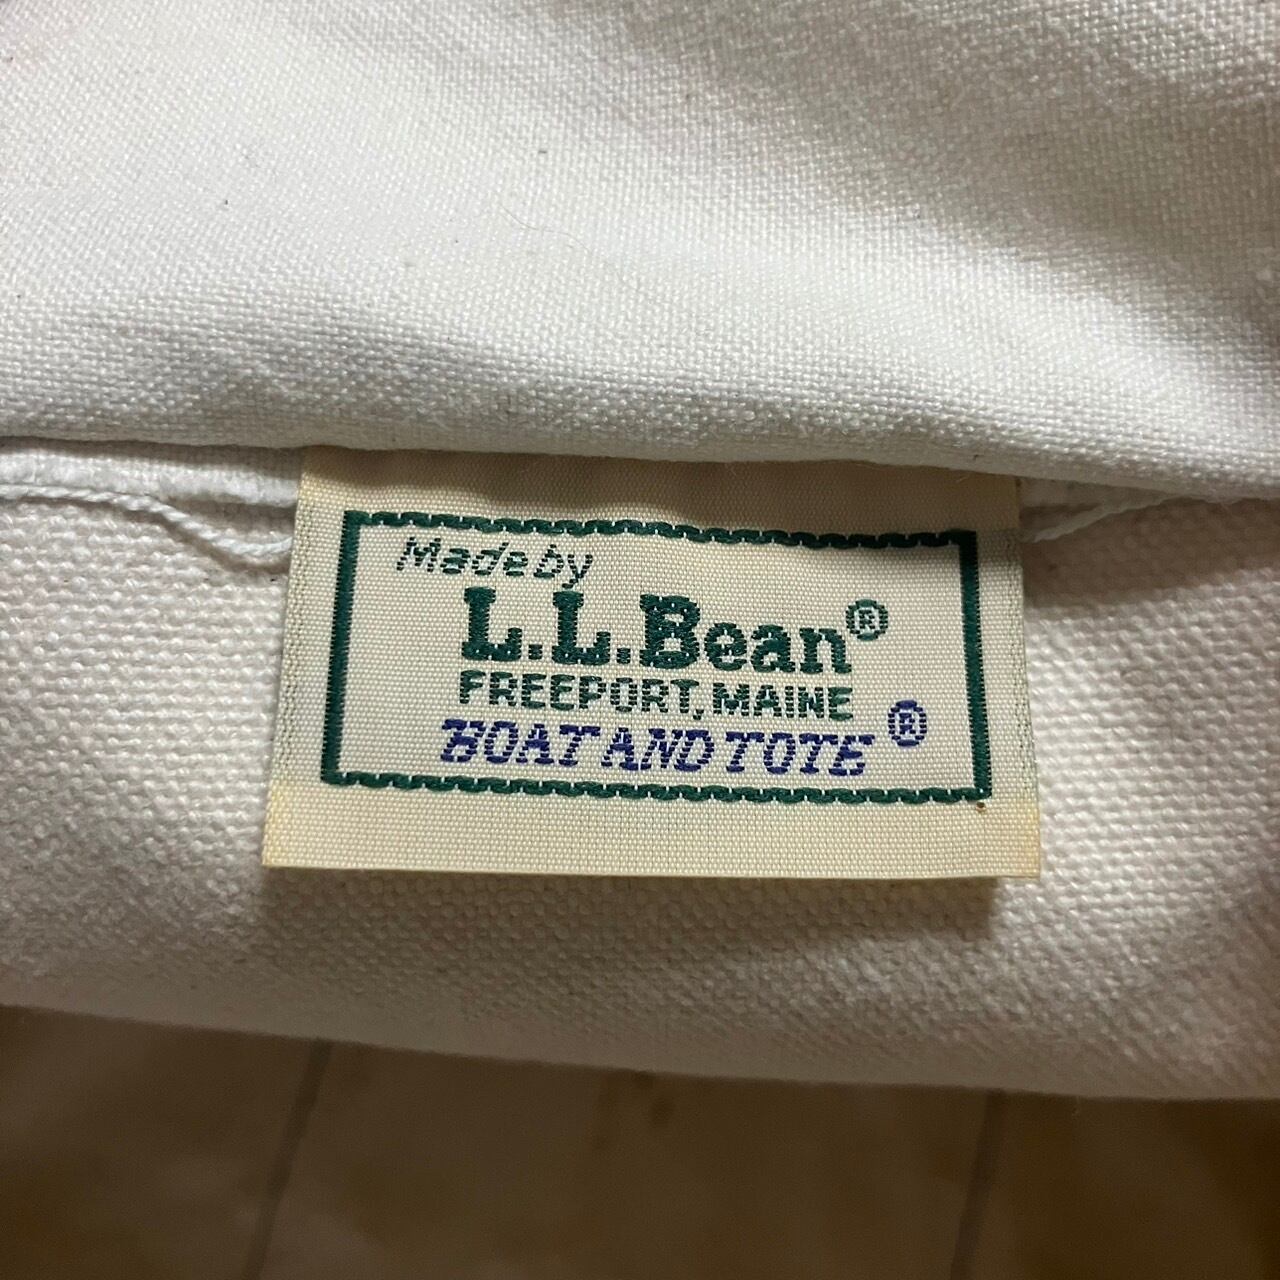 Made by
L.L.Bean®
FREEPORT, MAINE
BOAT AND TOTE®